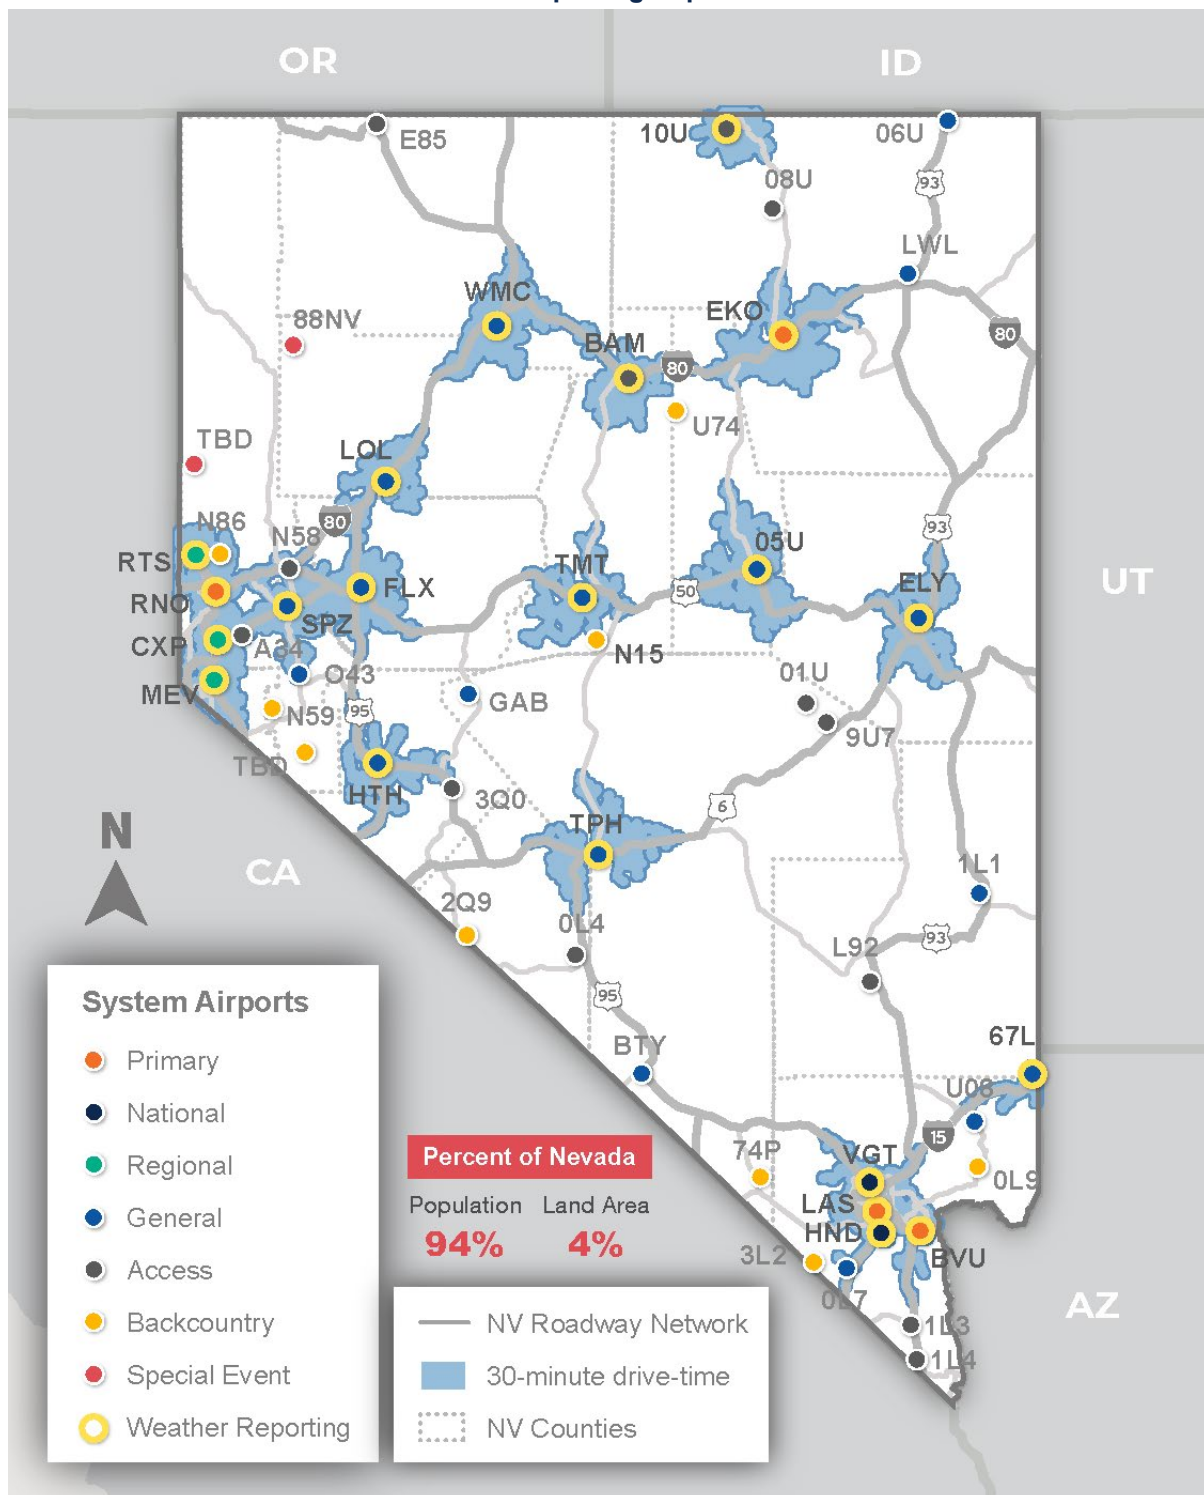 OR
ID
10U
06U
E85
08U
93
LWL
WMC
88NV
EKO
80
BAM
80
U74
TBD
LOL
N86
80
N58
93
RTS
05U
TMT
FLX
ELY
UT
RNO
50
SPZ
CXP
A34
N15
O43
01U
MEV
GAB
N59
95
9U7
TBD
HTH
3Q0
6
N
TPH
CA
1L1
2Q9
0L4
L92
93
95
System Airports
67L
BTY
Primary
U08
National
15
Percent of Nevada
74P
VGT
Regional
0L9
Population
Land Area
LAS
General
94%
4%
HND
3L2
BVU
Access
0L7
AZ
Backcountry
NV Roadway Network
1L3
1L4
Special Event
30-minute drive-time
Weather Reporting
NV Counties